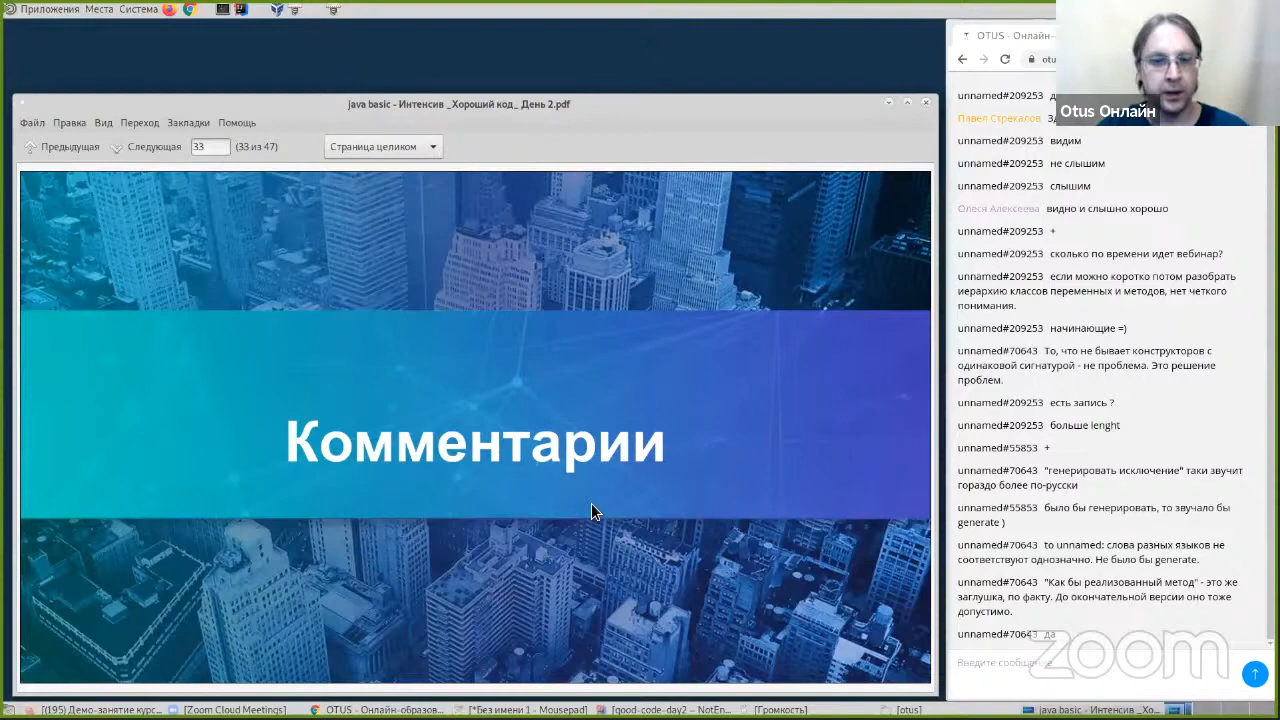 Приложения Места Система
java basic - Интенсив _Хороший код_ День 2.pdf
Файл Правка Вид Переход Закладки Помощь
Предыдущая Следующая 33 (33 из 47) Страница целиком
Комментарии
OTUS - Онлайн-
otu
Otus Онлайн
unnamed#209253 д
Павел Стрекалов Зд
unnamed#209253 видим
unnamed#209253 не слышим
unnamed#209253 слышим
Олеся Алексеева видно и слышно хорошо
unnamed#209253 +
unnamed#209253 сколько по времени идет вебинар?
unnamed#209253 если можно коротко потом разобрать
иерархию классов переменных и методов, нет четкого
понимания.
unnamed#209253 начинающие =)
unnamed#70643 То, что не бывает конструкторов с
одинаковой сигнатурой - не проблема. Это решение
проблем.
unnamed#209253 есть запись ?
unnamed#209253 больше lenght
unnamed#55853 +
unnamed#70643 "генерировать исключение" таки звучит
гораздо более по-русски
unnamed#55853 было бы генерировать, то звучало бы
generate )
unnamed#70643 to unnamed: слова разных языков не
соответствуют однозначно. Не было бы generate.
unnamed#70643 "Как бы реализованный метод" - это же
заглушка, по факту. До окончательной версии оно тоже
допустимо.
unnamed#70643 да
Введите сообщение
zoom
[(195) Демо-занятие курс... [Zoom Cloud Meetings] OTUS - Онлайн-образов... [*Без имени 1 - Mousepad] [good-code-day2 – NotEn... [Громкость] [otus] java basic - Интенсив _Хо...